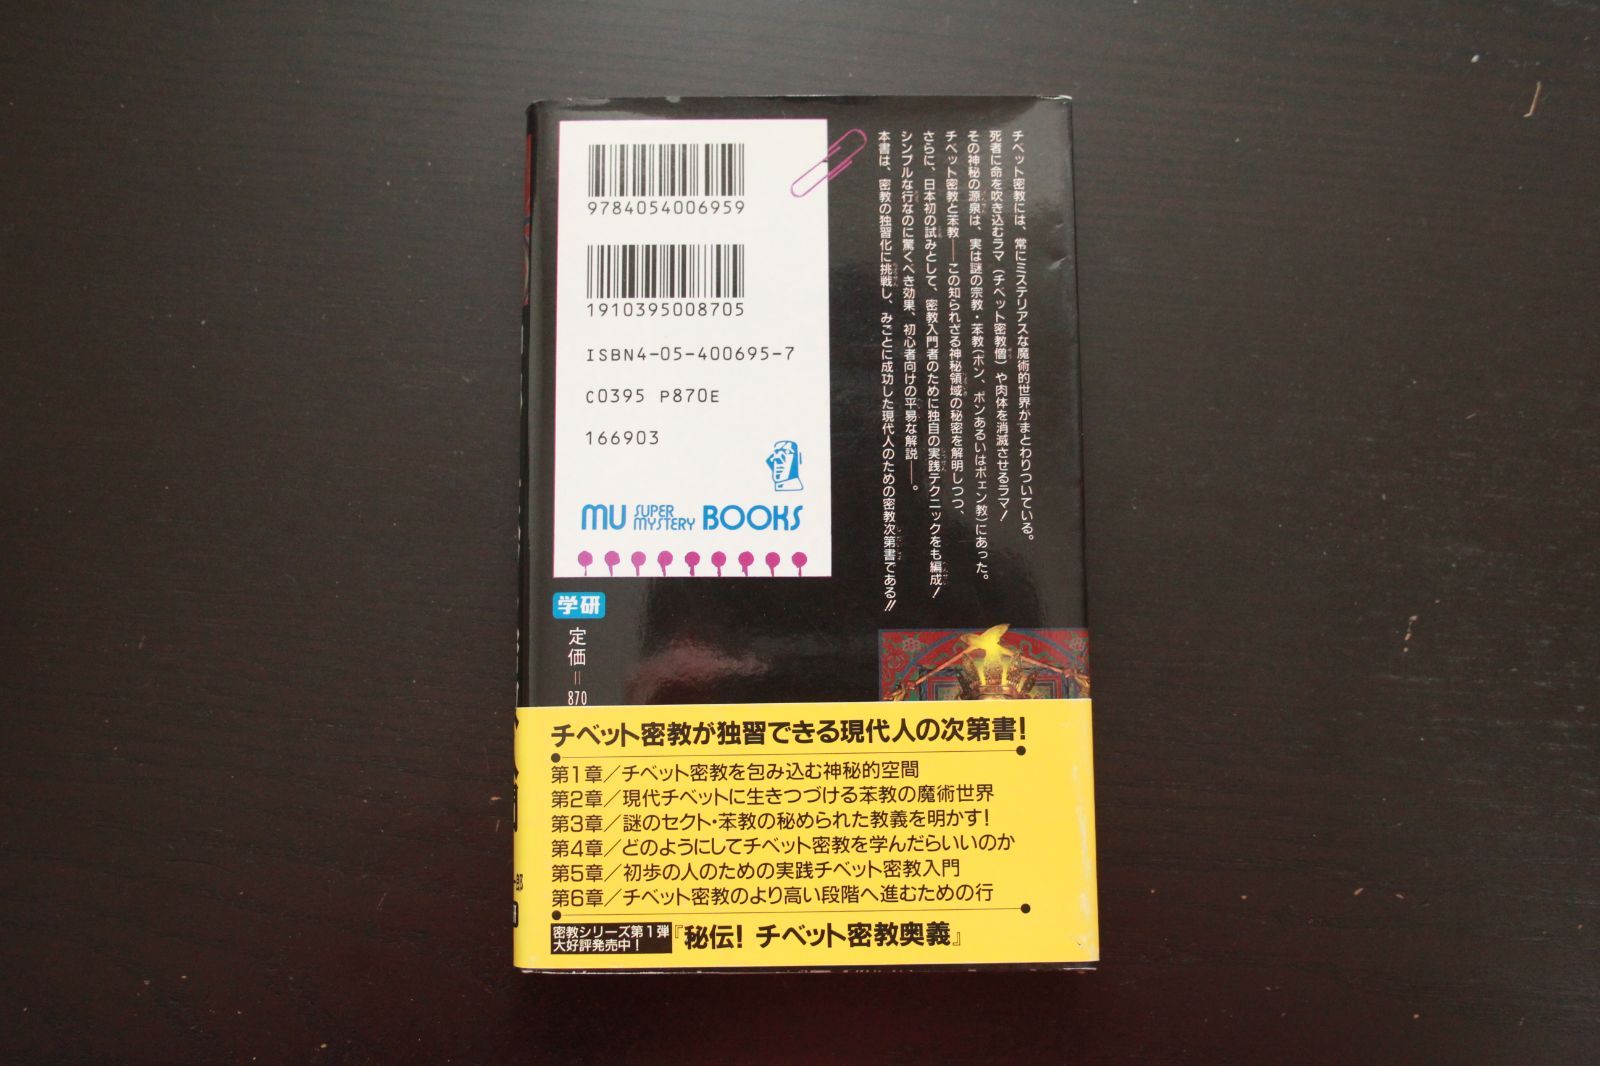 チベット密教には、常にミステリアスな魔術的世界がまとわりついている。
死者に命を吹き込むラマ（チベット密教僧）や肉体を消滅させるラマ！
その神秘の源泉は、実は謎の宗教・苯教（ボン、ポンあるいはポェン教）にあった。
チベット密教と苯教――この知られざる神秘領域の秘密を解明しつつ、
さらに、日本初の試みとして、密教入門者のために独自の実践テクニックをも編成！
シンプルな行なのに驚くべき効果、初心者向けの平易な解説――。
本書は、密教の独習化に挑戦し、みごとに成功した現代人のための密教次第書である!!
9784054006959
1910395008705
ISBN4-05-400695-7
C0395 P870E
166903
MU SUPER MYSTERY BOOKS
学研
定価＝870
チベット密教が独習できる現代人の次第書！
第1章／チベット密教を包み込む神秘的空間
第2章／現代チベットに生きつづける苯教の魔術世界
第3章／謎のセクト・苯教の秘められた教義を明かす！
第4章／どのようにしてチベット密教を学んだらいいのか
第5章／初歩の人のための実践チベット密教入門
第6章／チベット密教のより高い段階へ進むための行
密教シリーズ第1弾
大好評発売中！
『秘伝！ チベット密教奥義』